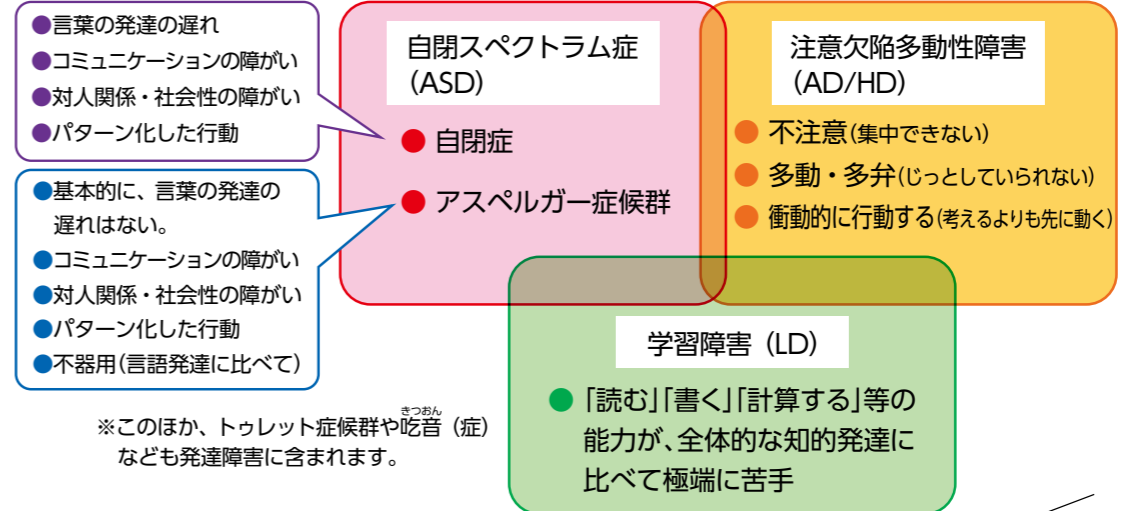 ●言葉の発達の遅れ
●コミュニケーションの障がい
●対人関係・社会性の障がい
●パターン化した行動
●基本的に、言葉の発達の
遅れはない。
●コミュニケーションの障がい
●対人関係・社会性の障がい
●パターン化した行動
●不器用(言語発達に比べて)
自閉スペクトラム症
(ASD)
● 自閉症
● アスペルガー症候群
注意欠陥多動性障害
(AD/HD)
● 不注意(集中できない)
● 多動・多弁(じっとしていられない)
● 衝動的に行動する(考えるよりも先に動く)
学習障害(LD)
● 「読む」「書く」「計算する」等の
能力が、全体的な知的発達に
比べて極端に苦手
きつおん
※このほか、トゥレット症候群や吃音(症)
なども発達障害に含まれます。